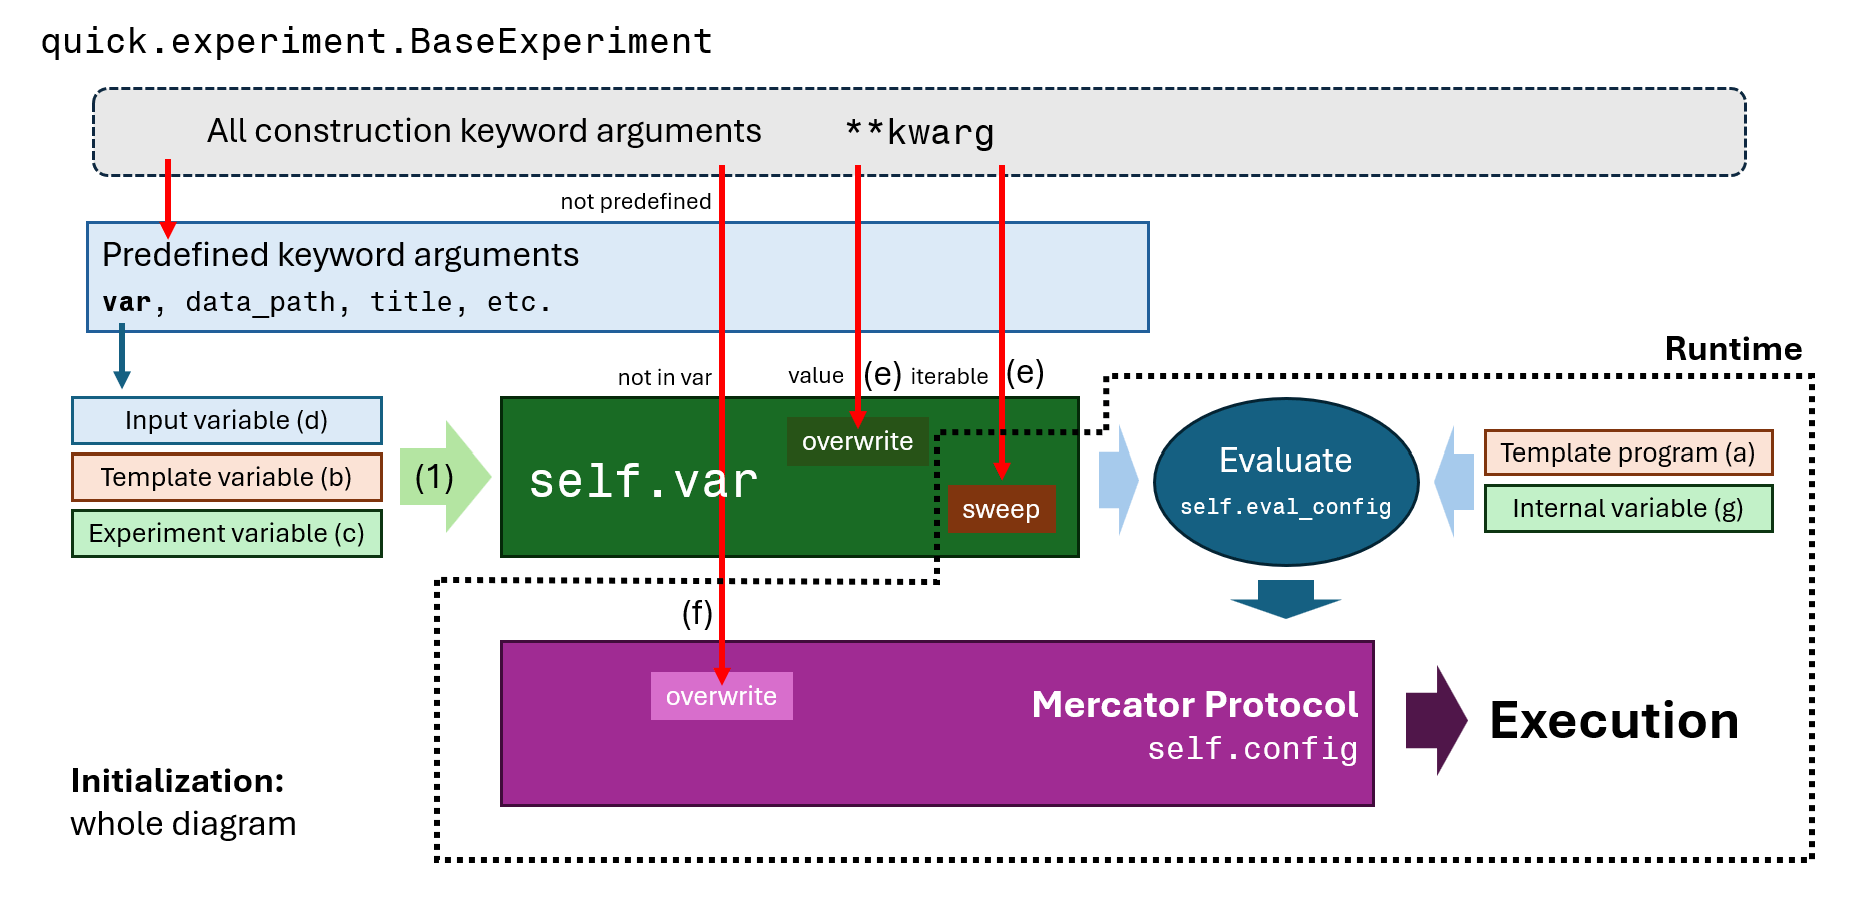 quick.experiment.BaseExperiment
All construction keyword arguments **kwarg
not predefined
Predefined keyword arguments
var, data_path, title, etc.
Runtime
not in var
value (e) iterable (e)
Input variable (d)
Template variable (b)
Experiment variable (c)
(1)
self.var
overwrite
sweep
Evaluate
self.eval_config
Template program (a)
Internal variable (g)
(f)
overwrite
Mercator Protocol
self.config
Execution
Initialization:
whole diagram